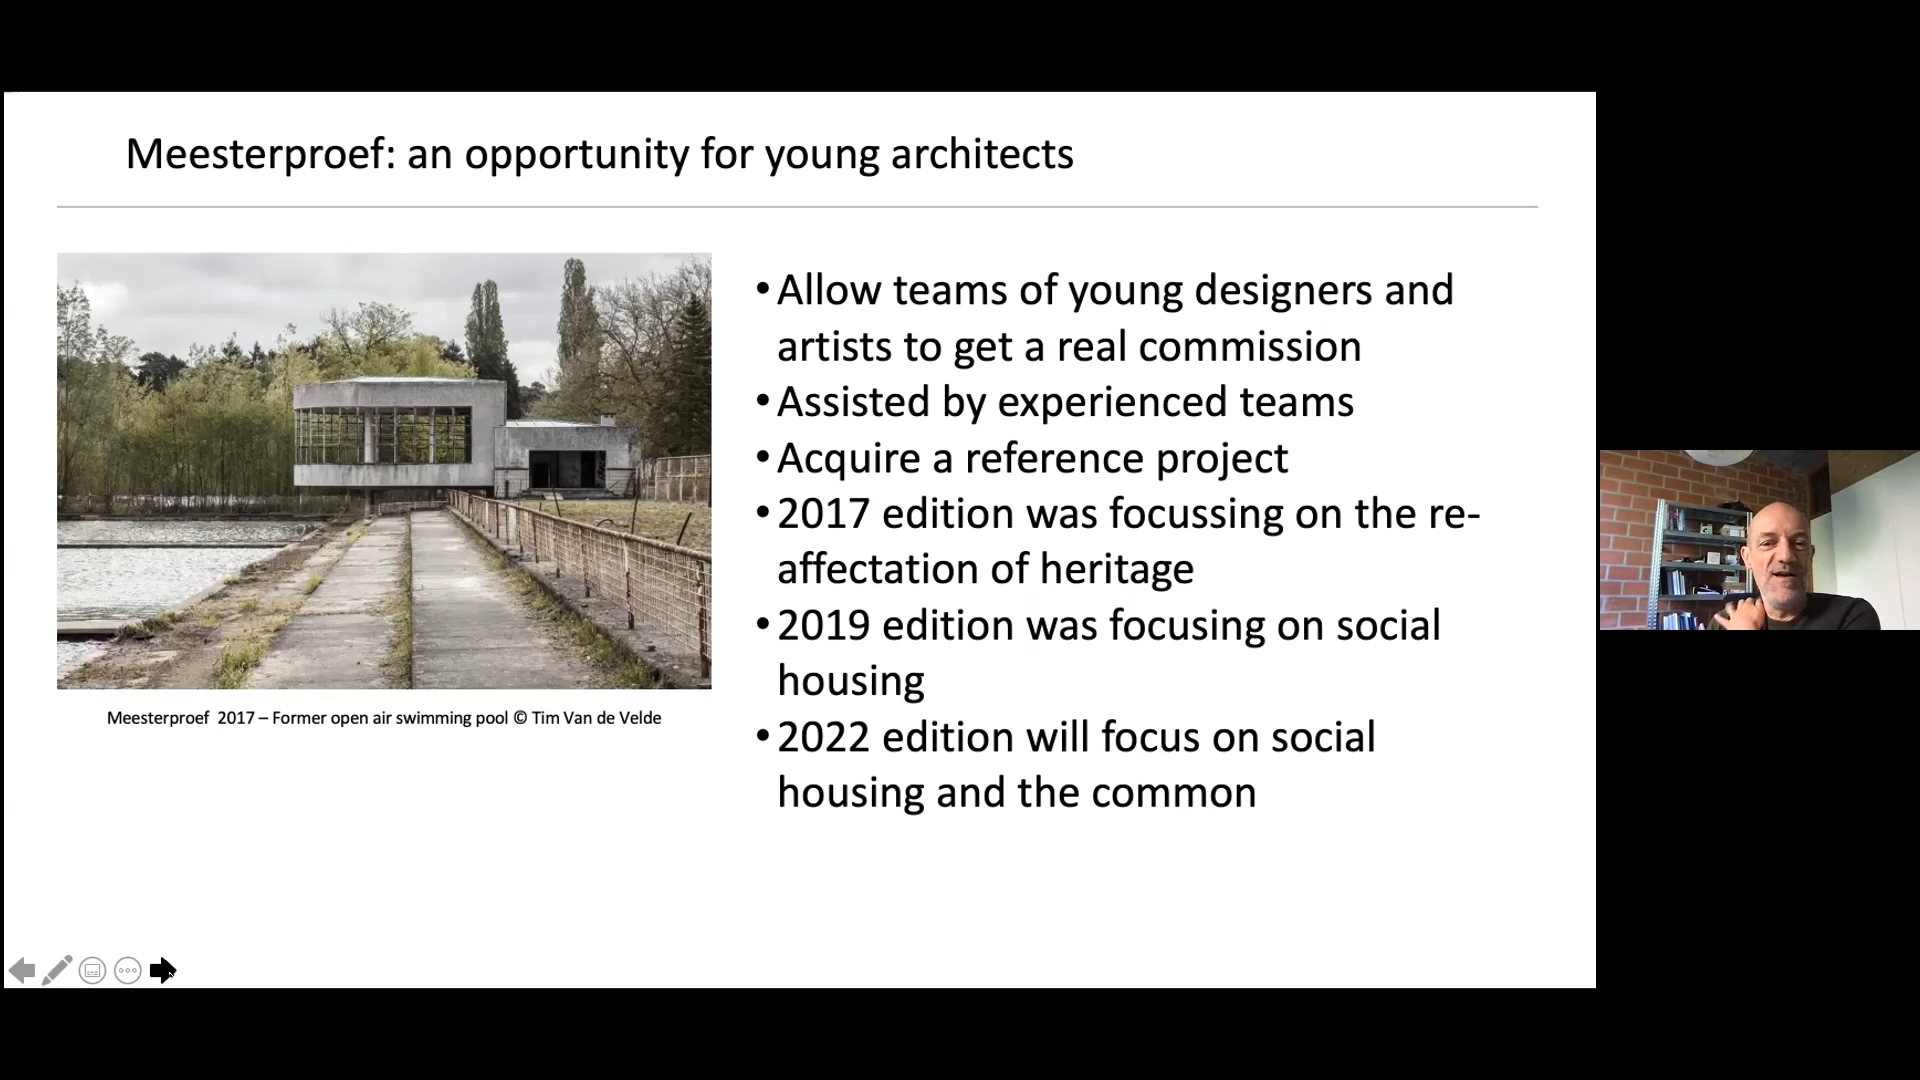 Meesterproef: an opportunity for young architects
•Allow teams of young designers and
artists to get a real commission
•Assisted by experienced teams
•Acquire a reference project
•2017 edition was focussing on the re-
affectation of heritage
•2019 edition was focusing on social
housing
•2022 edition will focus on social
housing and the common
Meesterproef 2017 – Former open air swimming pool © Tim Van de Velde